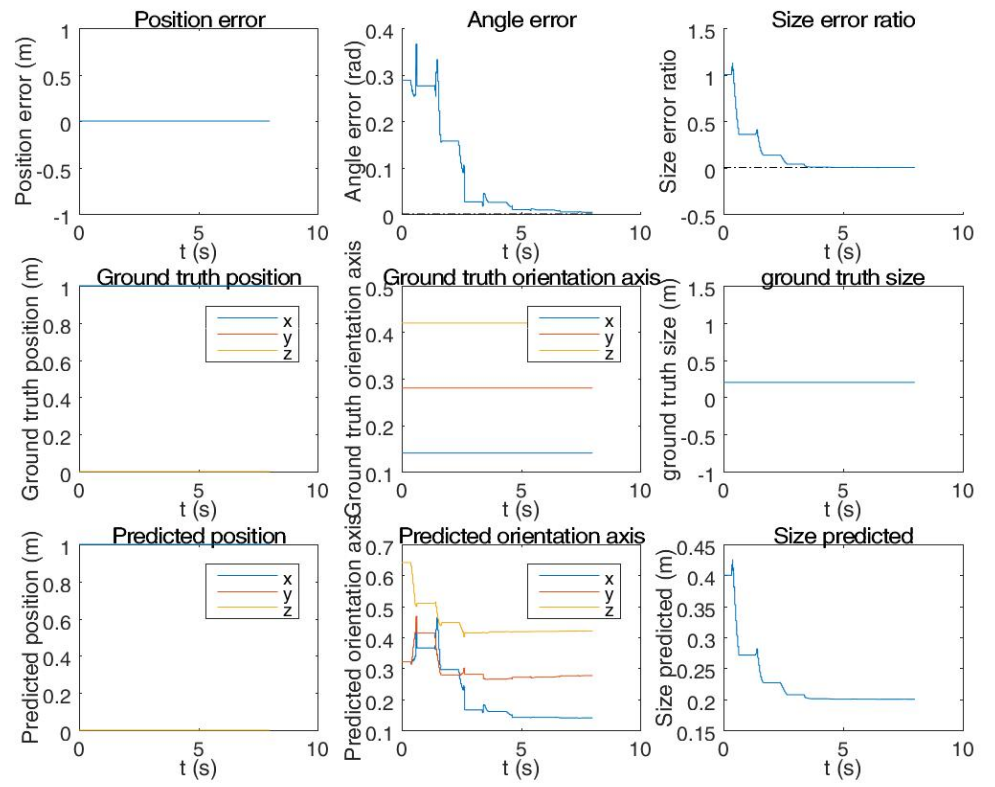 Position error
Position error (m)
1
0.5
0
-0.5
-1
0
5
10
t (s)
Angle error
Angle error (rad)
0.4
0.3
0.2
0.1
0
0
5
10
t (s)
Size error ratio
Size error ratio
1.5
1
0.5
0
-0.5
0
5
10
t (s)
Ground truth position
Ground truth position (m)
1
0.8
0.6
0.4
0.2
0
x
y
z
0
5
10
t (s)
Ground truth orientation axis
Ground truth orientation axis
0.5
0.4
0.3
0.2
0.1
x
y
z
0
5
10
t (s)
ground truth size
ground truth size (m)
1.5
1
0.5
0
-0.5
-1
0
5
10
t (s)
Predicted position
Predicted position (m)
1
0.8
0.6
0.4
0.2
0
x
y
z
0
5
10
t (s)
Predicted orientation axis
Predicted orientation axis
0.7
0.6
0.5
0.4
0.3
0.2
0.1
x
y
z
0
5
10
t (s)
Size predicted
Size predicted (m)
0.45
0.4
0.35
0.3
0.25
0.2
0.15
0
5
10
t (s)